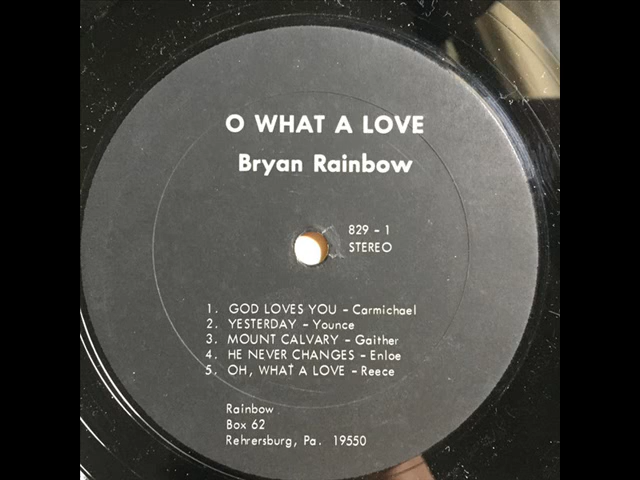 O WHAT A LOVE
Bryan Rainbow
829 - 1
STEREO
1. GOD LOVES YOU - Carmichael
2. YESTERDAY - Younce
3. MOUNT CALVARY - Gaither
4. HE NEVER CHANGES - Enloe
5. OH, WHAT A LOVE - Reece
Rainbow
Box 62
Rehrersburg, Pa. 19550